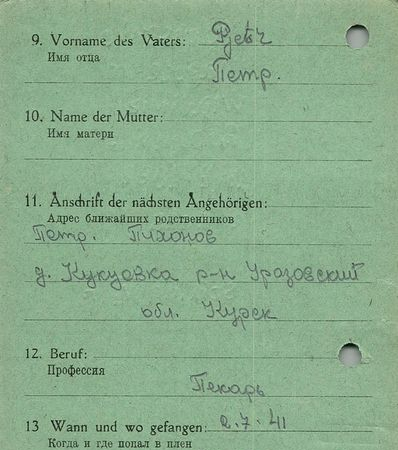 9. Vorname des Vaters: Pjetr
Имя отца
Петр.
10. Name der Mutter:
Имя матери
11. Anschrift der nächsten Angehörigen:
Адрес ближайших родственников
Петр. Тихонов
д. Кукуевка р-н Уразовский
обл. Курск
12. Beruf:
Профессия
Пекарь
13 Wann und wo gefangen: 2.7.41
Когда и где попал в плен